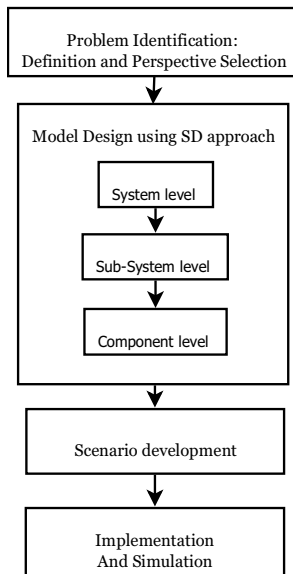 Problem Identification:
Definition and Perspective Selection
Model Design using SD approach
System level
Sub-System level
Component level
Scenario development
Implementation
And Simulation